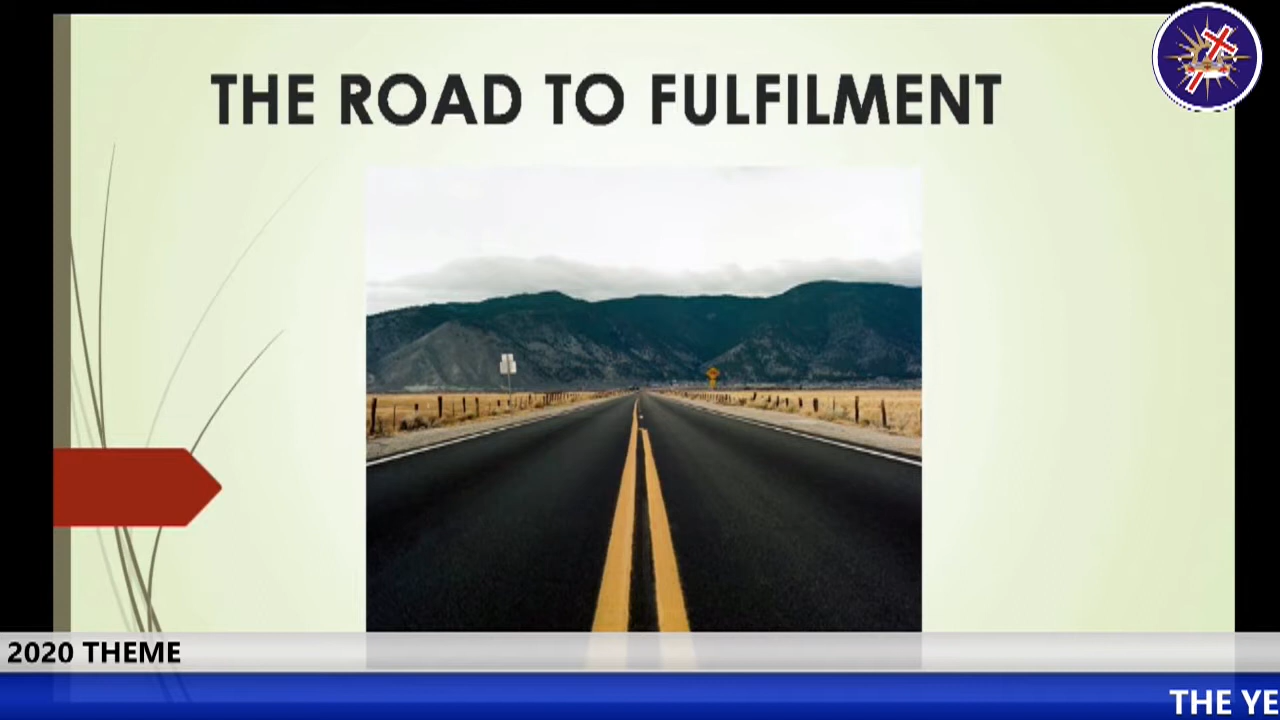 THE ROAD TO FULFILMENT
2020 THEME
THE YE